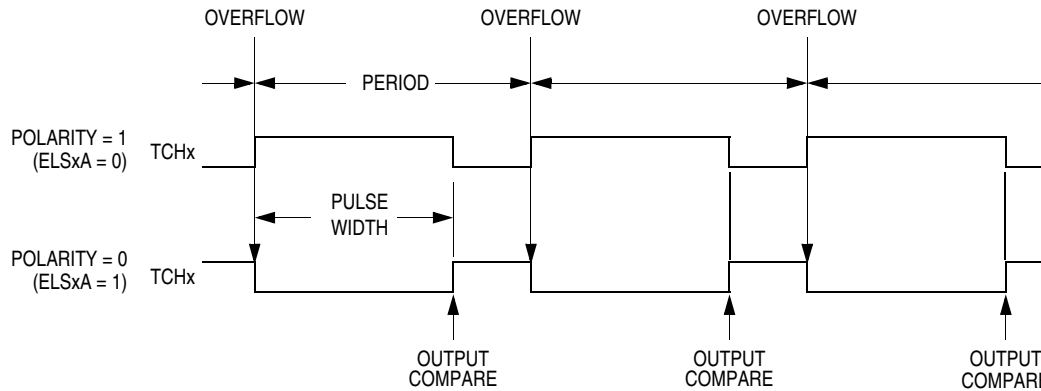 OVERFLOW OVERFLOW OVERFLOW
PERIOD
POLARITY = 1
(ELSxA = 0)
TCHx
PULSE
WIDTH
POLARITY = 0
(ELSxA = 1)
TCHx
OUTPUT
COMPARE
OUTPUT
COMPARE
OUTPUT
COMPARE